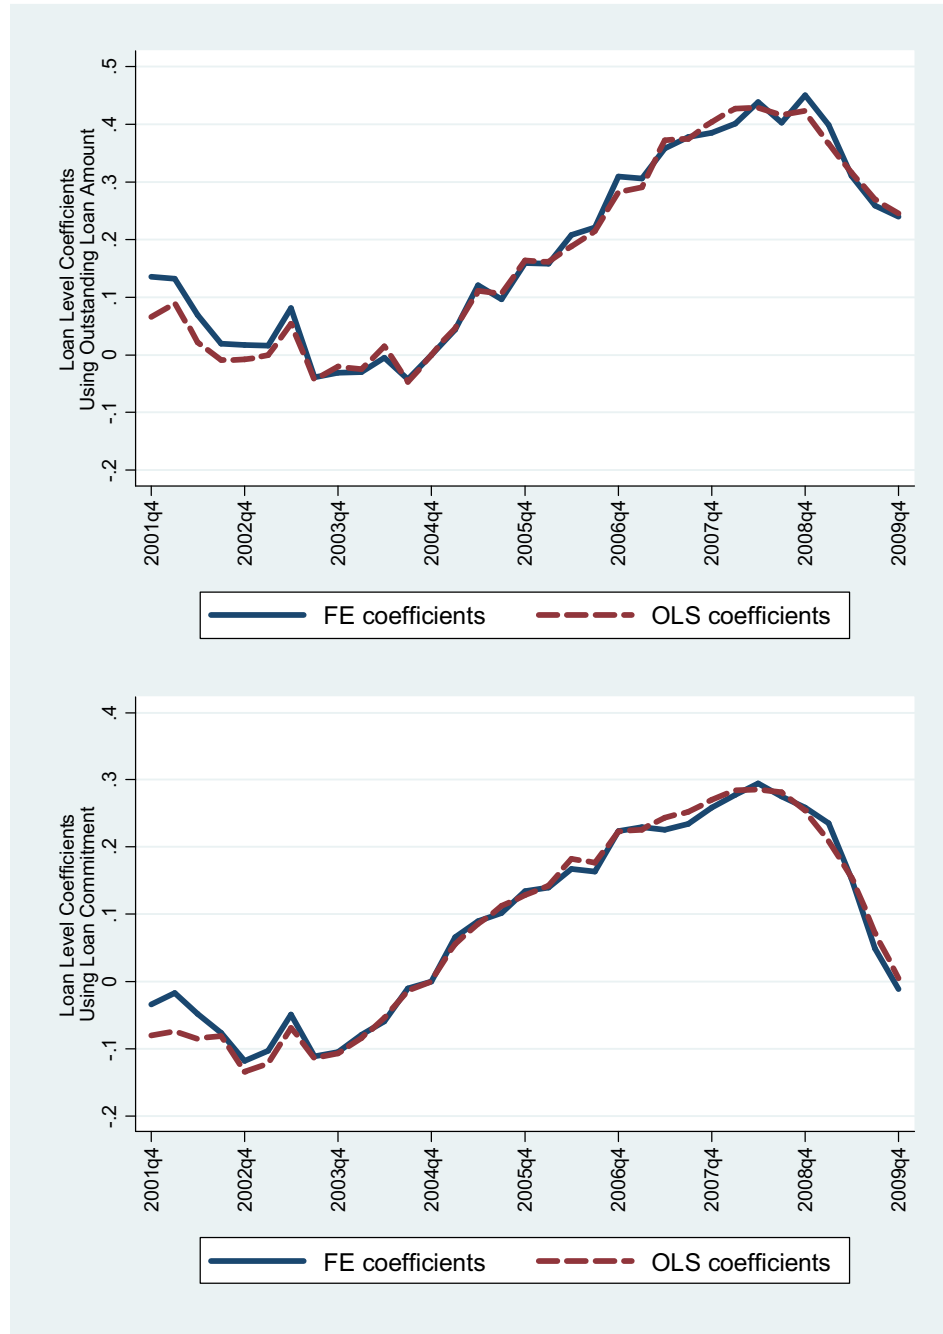 Loan Level Coefficients
Using Outstanding Loan Amount
.5
.4
.3
.2
.1
0
-.1
-.2
2001q4
2002q4
2003q4
2004q4
2005q4
2006q4
2007q4
2008q4
2009q4
FE coefficients
OLS coefficients
Loan Level Coefficients
Using Loan Commitment
.4
.3
.2
.1
0
-.1
-.2
2001q4
2002q4
2003q4
2004q4
2005q4
2006q4
2007q4
2008q4
2009q4
FE coefficients
OLS coefficients